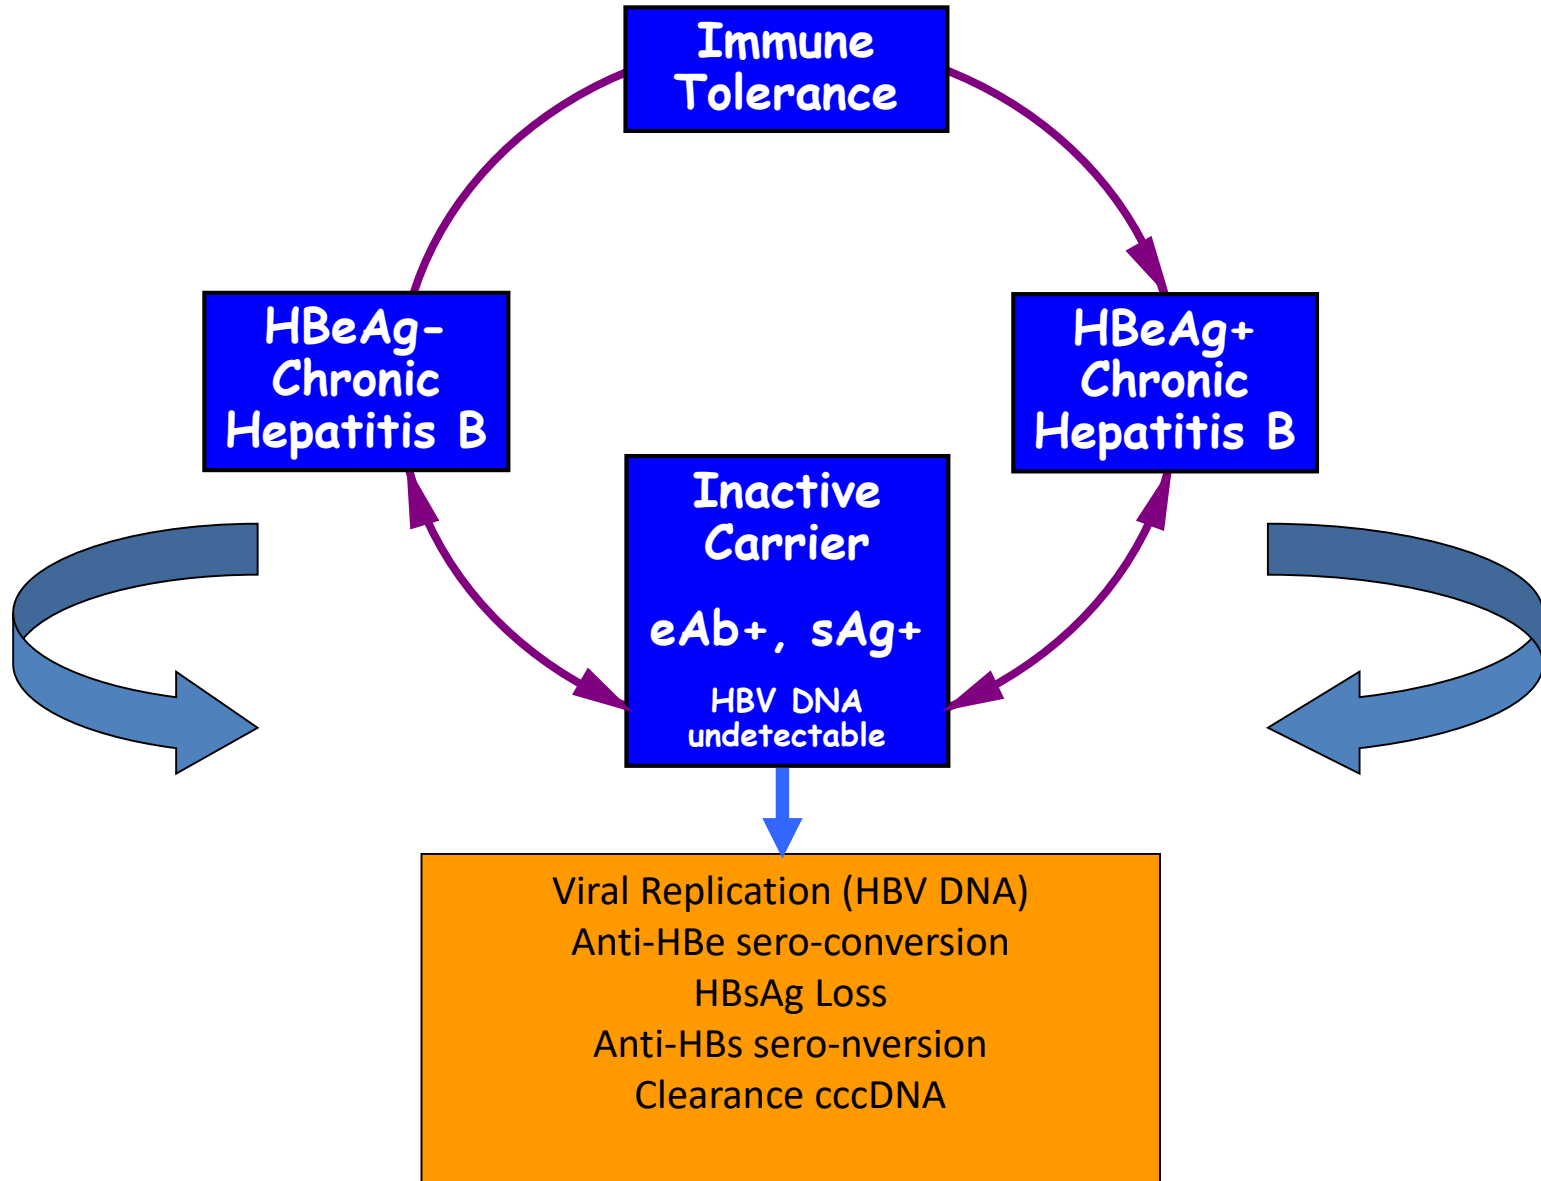 Immune
Tolerance
HBeAg-
Chronic
Hepatitis B
HBeAg+
Chronic
Hepatitis B
Inactive
Carrier
eAb+, sAg+
HBV DNA
undetectable
Viral Replication (HBV DNA)
Anti-HBe sero-conversion
HBsAg Loss
Anti-HBs sero-nversion
Clearance cccDNA